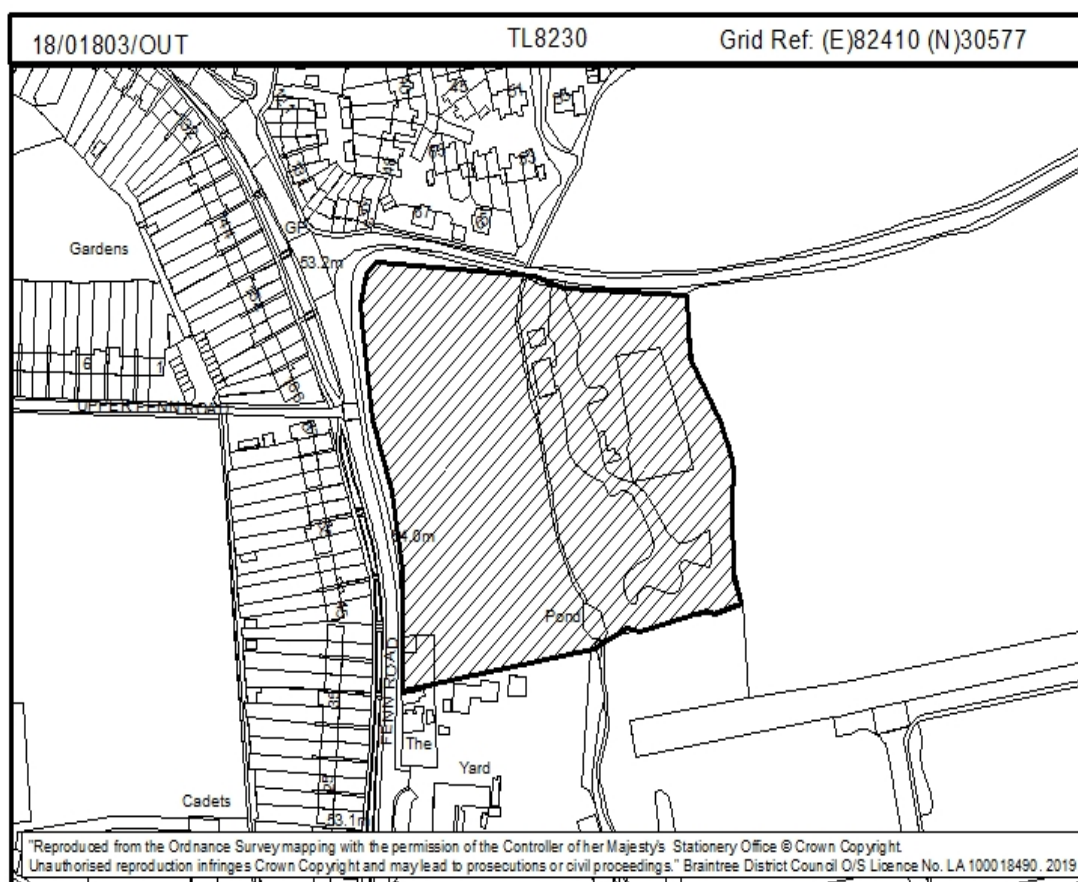 18/01803/OUT
TL8230
Grid Ref: (E)82410 (N)30577
Gardens
53.2m
6
1
UPPER FENN ROAD
Pond
FENN ROAD
The
Yard
Cadets
53.1m
"Reproduced from the Ordnance Survey mapping with the permission of the Controller of her Majesty's Stationery Office © Crown Copyright.
Unauthorised reproduction infringes Crown Copyright and may lead to prosecutions or civil proceedings." Braintree District Council O/S Licence No. LA 100018490. 2019